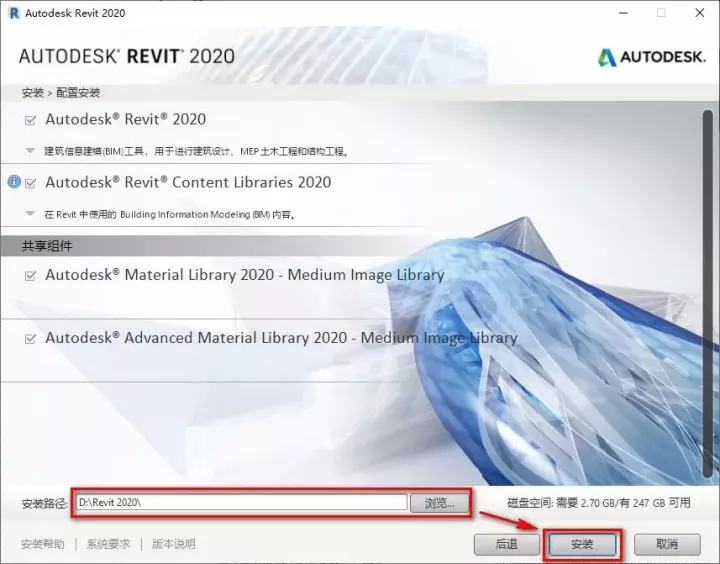 Autodesk Revit 2020
AUTODESK® REVIT® 2020
AUTODESK.
安装 > 配置安装
Autodesk® Revit® 2020
建筑信息建模(BIM)工具，用于进行建筑设计、MEP 土木工程和结构工程。
Autodesk® Revit® Content Libraries 2020
在 Revit 中使用的 Building Information Modeling (BIM) 内容。
共享组件
Autodesk® Material Library 2020 - Medium Image Library
Autodesk® Advanced Material Library 2020 - Medium Image Library
安装路径: D:\Revit 2020\ 浏览... 磁盘空间: 需要 2.70 GB/有 247 GB 可用
安装帮助 | 系统要求 | 版本说明 后退 安装 取消